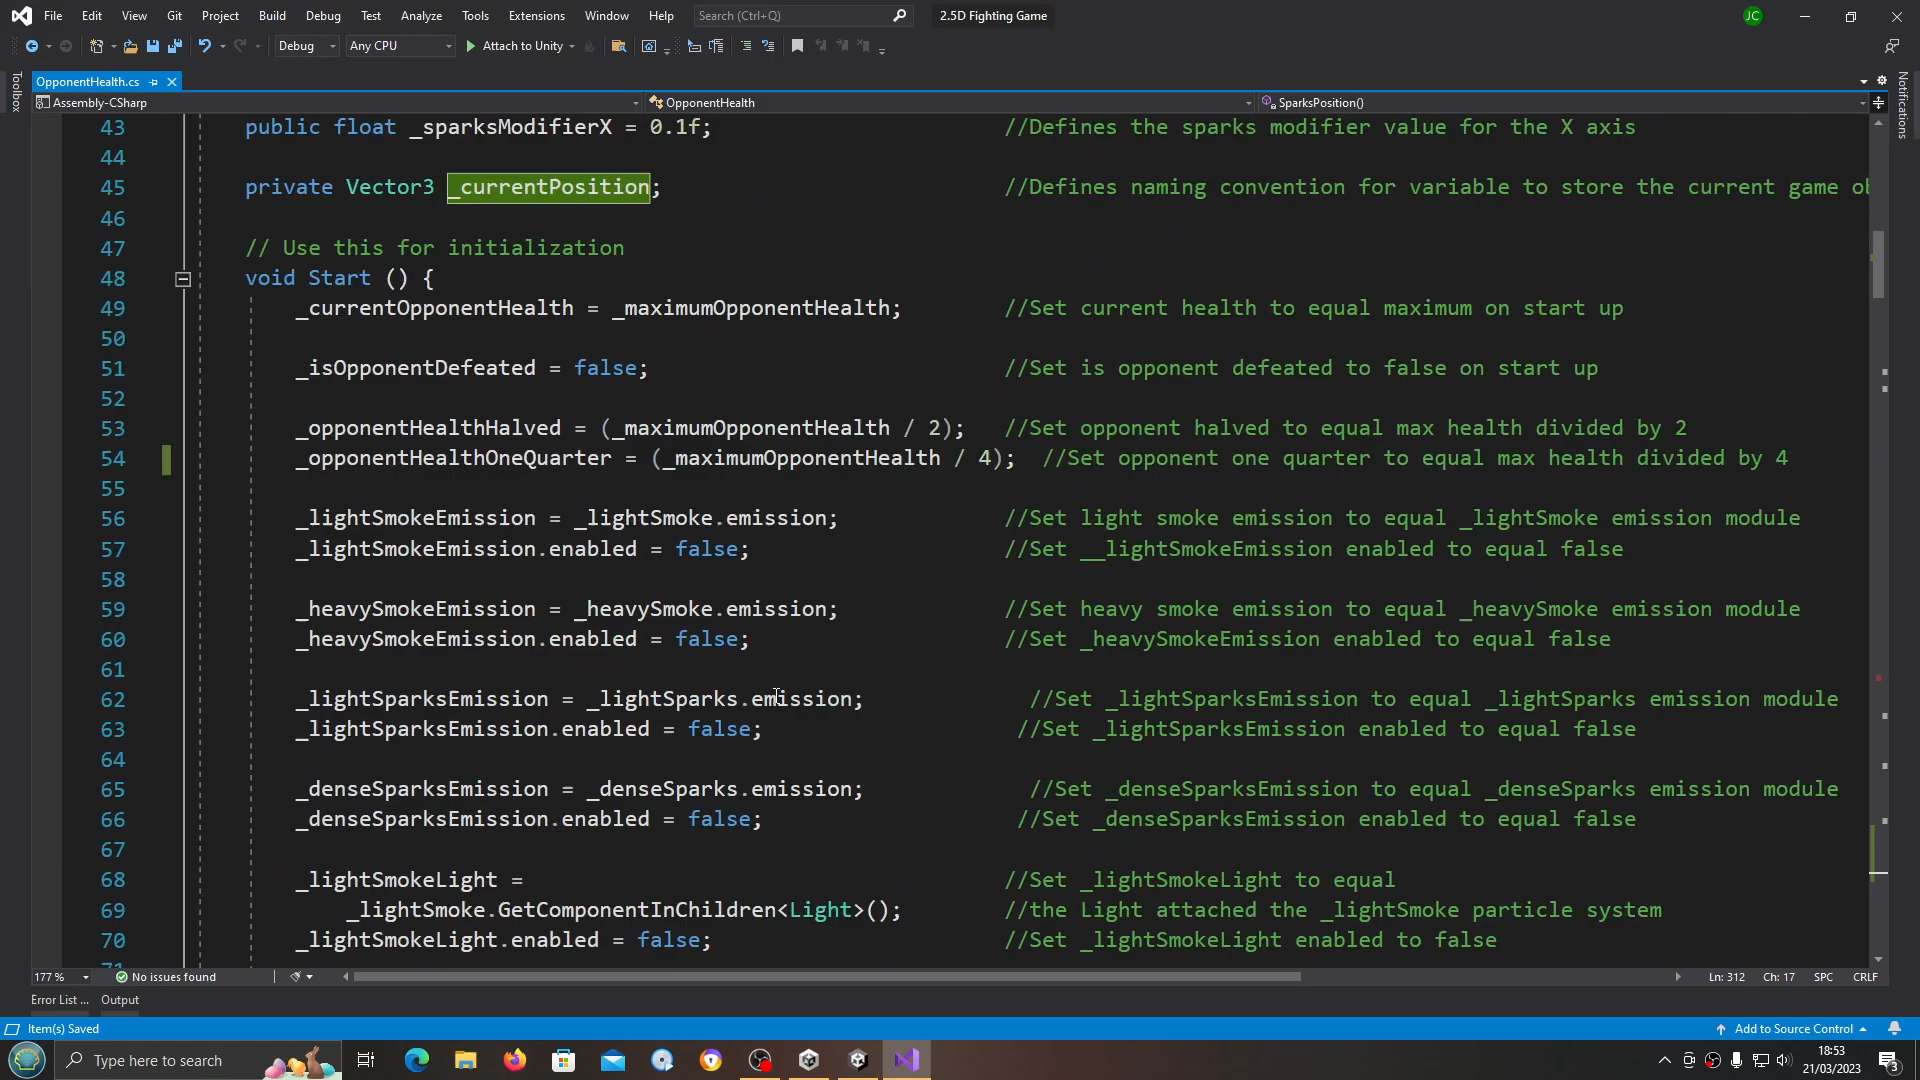 File Edit View Git Project Build Debug Test Analyze Tools Extensions Window Help Search (Ctrl+Q) 2.5D Fighting Game JC
Debug Any CPU Attach to Unity
Toolbox
OpponentHealth.cs
Notifications
Assembly-CSharp OpponentHealth SparksPosition()
43 public float _sparksModifierX = 0.1f; //Defines the sparks modifier value for the X axis
44
45 private Vector3 _currentPosition; //Defines naming convention for variable to store the current game ob
46
47 // Use this for initialization
48 void Start () {
49 _currentOpponentHealth = _maximumOpponentHealth; //Set current health to equal maximum on start up
50
51 _isOpponentDefeated = false; //Set is opponent defeated to false on start up
52
53 _opponentHealthHalved = (_maximumOpponentHealth / 2); //Set opponent halved to equal max health divided by 2
54 _opponentHealthOneQuarter = (_maximumOpponentHealth / 4); //Set opponent one quarter to equal max health divided by 4
55
56 _lightSmokeEmission = _lightSmoke.emission; //Set light smoke emission to equal _lightSmoke emission module
57 _lightSmokeEmission.enabled = false; //Set __lightSmokeEmission enabled to equal false
58
59 _heavySmokeEmission = _heavySmoke.emission; //Set heavy smoke emission to equal _heavySmoke emission module
60 _heavySmokeEmission.enabled = false; //Set _heavySmokeEmission enabled to equal false
61
62 _lightSparksEmission = _lightSparks.emission; //Set _lightSparksEmission to equal _lightSparks emission module
63 _lightSparksEmission.enabled = false; //Set _lightSparksEmission enabled to equal false
64
65 _denseSparksEmission = _denseSparks.emission; //Set _denseSparksEmission to equal _denseSparks emission module
66 _denseSparksEmission.enabled = false; //Set _denseSparksEmission enabled to equal false
67
68 _lightSmokeLight = //Set _lightSmokeLight to equal
69 _lightSmoke.GetComponentInChildren<Light>(); //the Light attached the _lightSmoke particle system
70 _lightSmokeLight.enabled = false; //Set _lightSmokeLight enabled to false
177 % No issues found Ln: 312 Ch: 17 SPC CRLF
Error List ... Output
Item(s) Saved Add to Source Control
Type here to search 18:53
21/03/2023 3